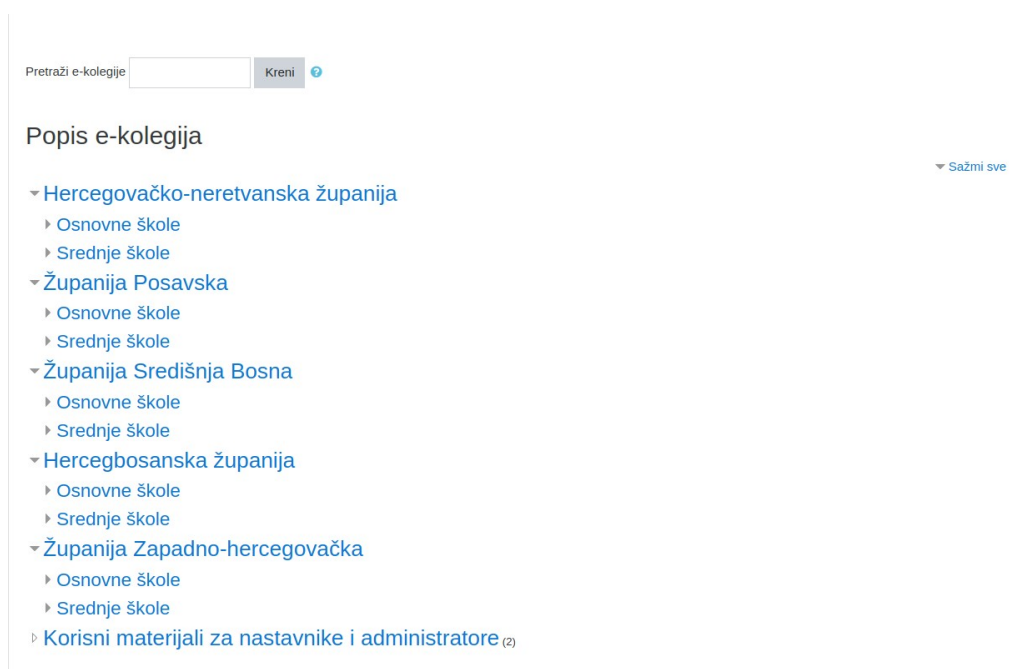 Pretraži e-kolegije Kreni
Popis e-kolegija
Sažmi sve
Hercegovačko-neretvanska županija
Osnovne škole
Srednje škole
Županija Posavska
Osnovne škole
Srednje škole
Županija Središnja Bosna
Osnovne škole
Srednje škole
Hercegbosanska županija
Osnovne škole
Srednje škole
Županija Zapadno-hercegovačka
Osnovne škole
Srednje škole
Korisni materijali za nastavnike i administratore (2)